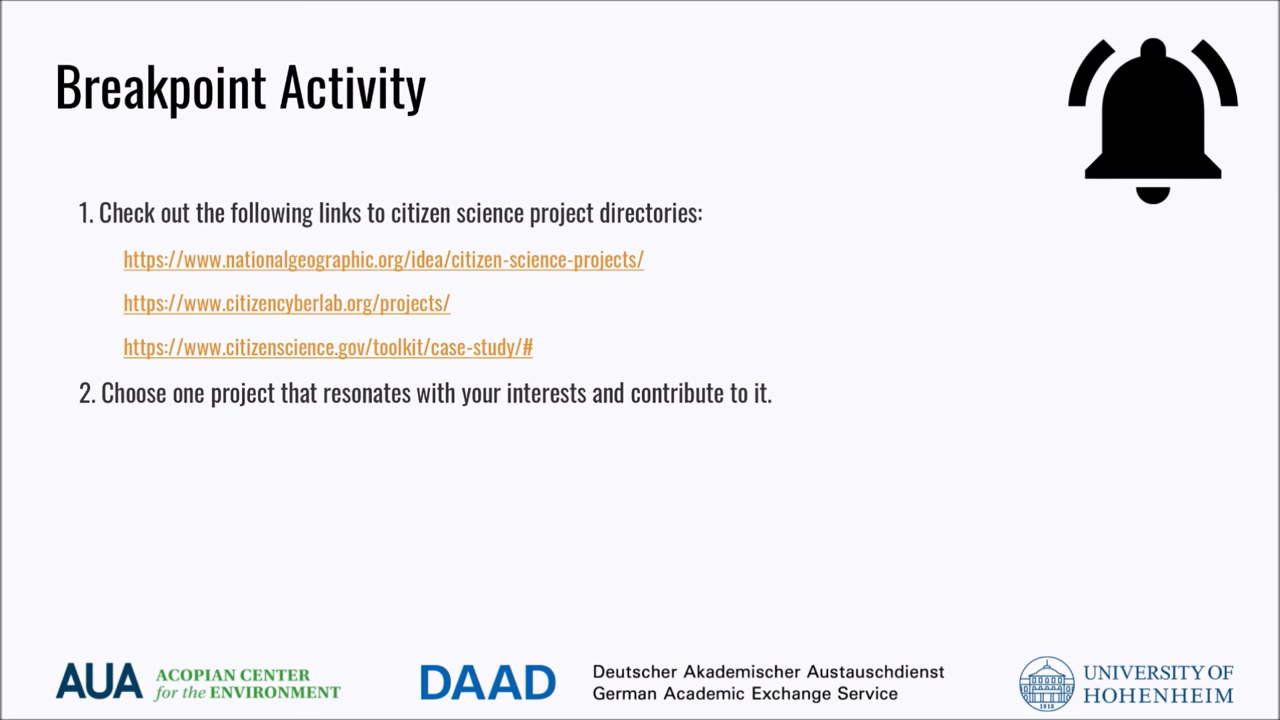 Breakpoint Activity
1. Check out the following links to citizen science project directories:
https://www.nationalgeographic.org/idea/citizen-science-projects/
https://www.citizencyberlab.org/projects/
https://www.citizenscience.gov/toolkit/case-study/#
2. Choose one project that resonates with your interests and contribute to it.
AUA ACOPIAN CENTER
for the ENVIRONMENT
DAAD
Deutscher Akademischer Austauschdienst
German Academic Exchange Service
1818
UNIVERSITY OF
HOHENHEIM